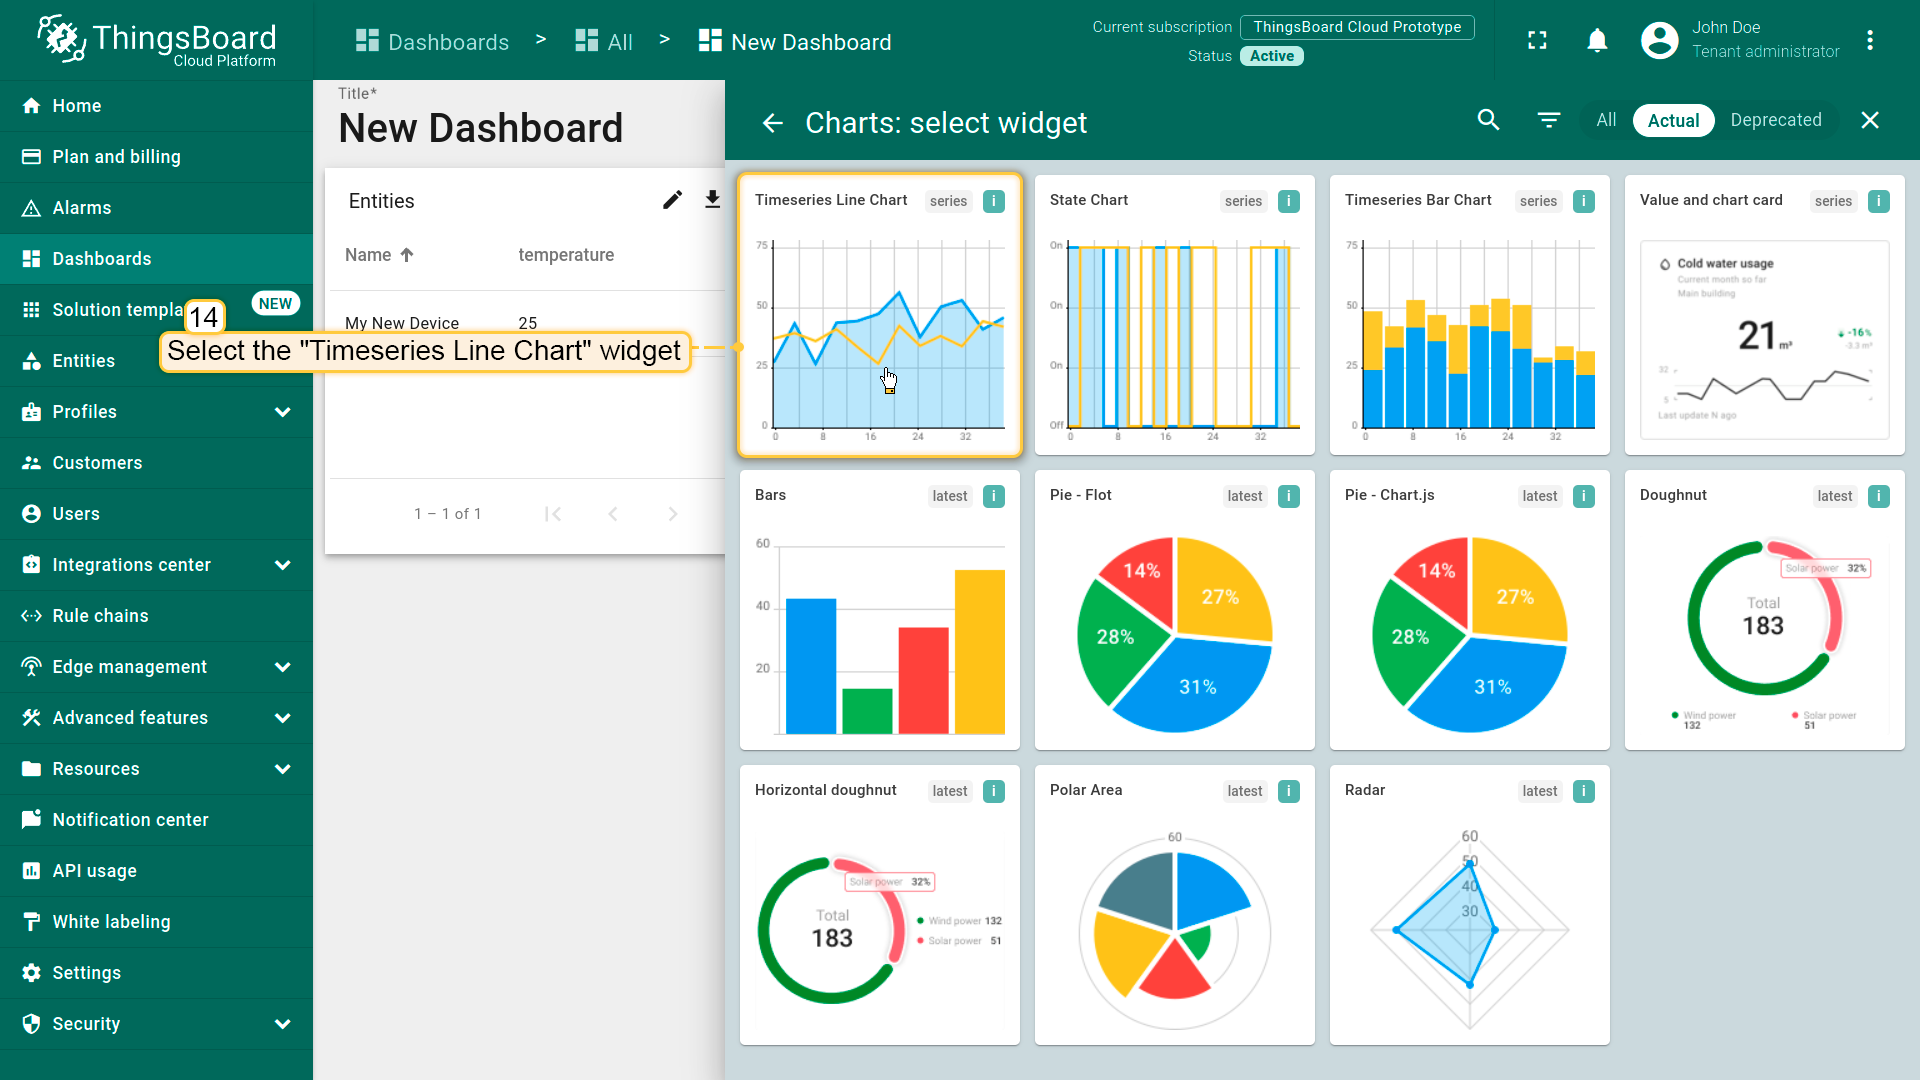 ThingsBoard
Cloud Platform
Dashboards > All > New Dashboard
Current subscription ThingsBoard Cloud Prototype
Status Active
John Doe
Tenant administrator
Home
Plan and billing
Alarms
Dashboards
Solution templa NEW
Entities
Profiles
Customers
Users
Integrations center
Rule chains
Edge management
Advanced features
Resources
Notification center
API usage
White labeling
Settings
Security
Title*
New Dashboard
Entities
Name temperature
My New Device 25
1 – 1 of 1
14
Select the "Timeseries Line Chart" widget
Charts: select widget
All Actual Deprecated
Timeseries Line Chart series i
75
50
25
0
0 8 16 24 32
State Chart series i
On
On
On
Off
0 8 16 24 32
Timeseries Bar Chart series i
75
50
25
0
0 8 16 24 32
Value and chart card series i
Cold water usage
Current month so far
Main building
21 m³
-16%
-3.3 m³
32
5
Last update N ago
Bars latest i
60
40
20
Pie - Flot latest i
14%
27%
28%
31%
Pie - Chart.js latest i
14%
27%
28%
31%
Doughnut latest i
Solar power 32%
Total
183
Wind power
132
Solar power
51
Horizontal doughnut latest i
Solar power 32%
Total
183
Wind power 132
Solar power 51
Polar Area latest i
60
Radar latest i
60
50
40
30